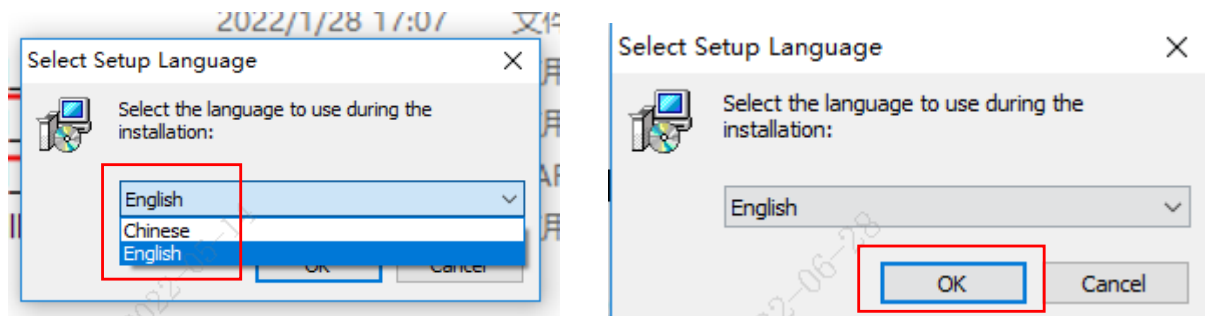 2022/1/28 17:07
Select Setup Language
Select the language to use during the
installation:
English
Chinese
English
OK
Cancel
Select Setup Language
Select the language to use during the
installation:
English
OK
Cancel